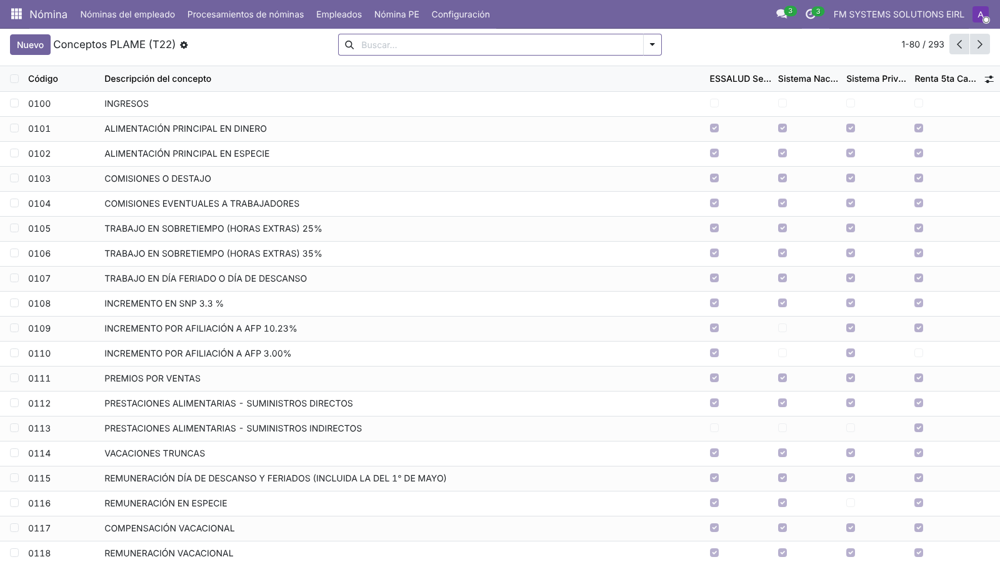 Nómina Nóminas del empleado Procesamientos de nóminas Empleados Nómina PE Configuración 3 3 FM SYSTEMS SOLUTIONS EIRL A
Nuevo Conceptos PLAME (T22) Buscar... 1-80 / 293
Código Descripción del concepto ESSALUD Se... Sistema Nac... Sistema Priv... Renta 5ta Ca...
0100 INGRESOS
0101 ALIMENTACIÓN PRINCIPAL EN DINERO
0102 ALIMENTACIÓN PRINCIPAL EN ESPECIE
0103 COMISIONES O DESTAJO
0104 COMISIONES EVENTUALES A TRABAJADORES
0105 TRABAJO EN SOBRETIEMPO (HORAS EXTRAS) 25%
0106 TRABAJO EN SOBRETIEMPO (HORAS EXTRAS) 35%
0107 TRABAJO EN DÍA FERIADO O DÍA DE DESCANSO
0108 INCREMENTO EN SNP 3.3 %
0109 INCREMENTO POR AFILIACIÓN A AFP 10.23%
0110 INCREMENTO POR AFILIACIÓN A AFP 3.00%
0111 PREMIOS POR VENTAS
0112 PRESTACIONES ALIMENTARIAS - SUMINISTROS DIRECTOS
0113 PRESTACIONES ALIMENTARIAS - SUMINISTROS INDIRECTOS
0114 VACACIONES TRUNCAS
0115 REMUNERACIÓN DÍA DE DESCANSO Y FERIADOS (INCLUIDA LA DEL 1° DE MAYO)
0116 REMUNERACIÓN EN ESPECIE
0117 COMPENSACIÓN VACACIONAL
0118 REMUNERACIÓN VACACIONAL